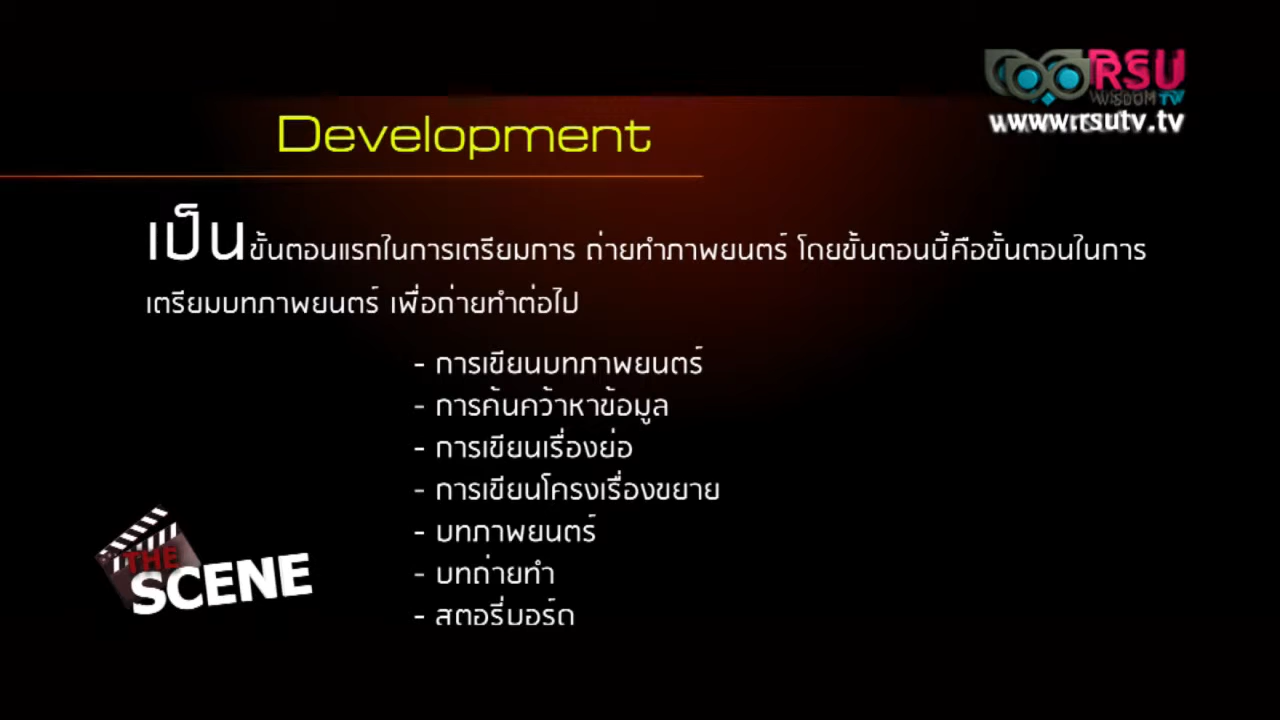 RSU
WISDOM TV
www.rsutv.tv
Development
เป็นขั้นตอนแรกในการเตรียมการ ถ่ายทำภาพยนตร์ โดยขั้นตอนนี้คือขั้นตอนในการ
เตรียมบทภาพยนตร์ เพื่อถ่ายทำต่อไป
- การเขียนบทภาพยนตร์
- การค้นคว้าหาข้อมูล
- การเขียนเรื่องย่อ
- การเขียนโครงเรื่องขยาย
- บทภาพยนตร์
- บทถ่ายทำ
- สตอรี่บอร์ด
THE
SCENE